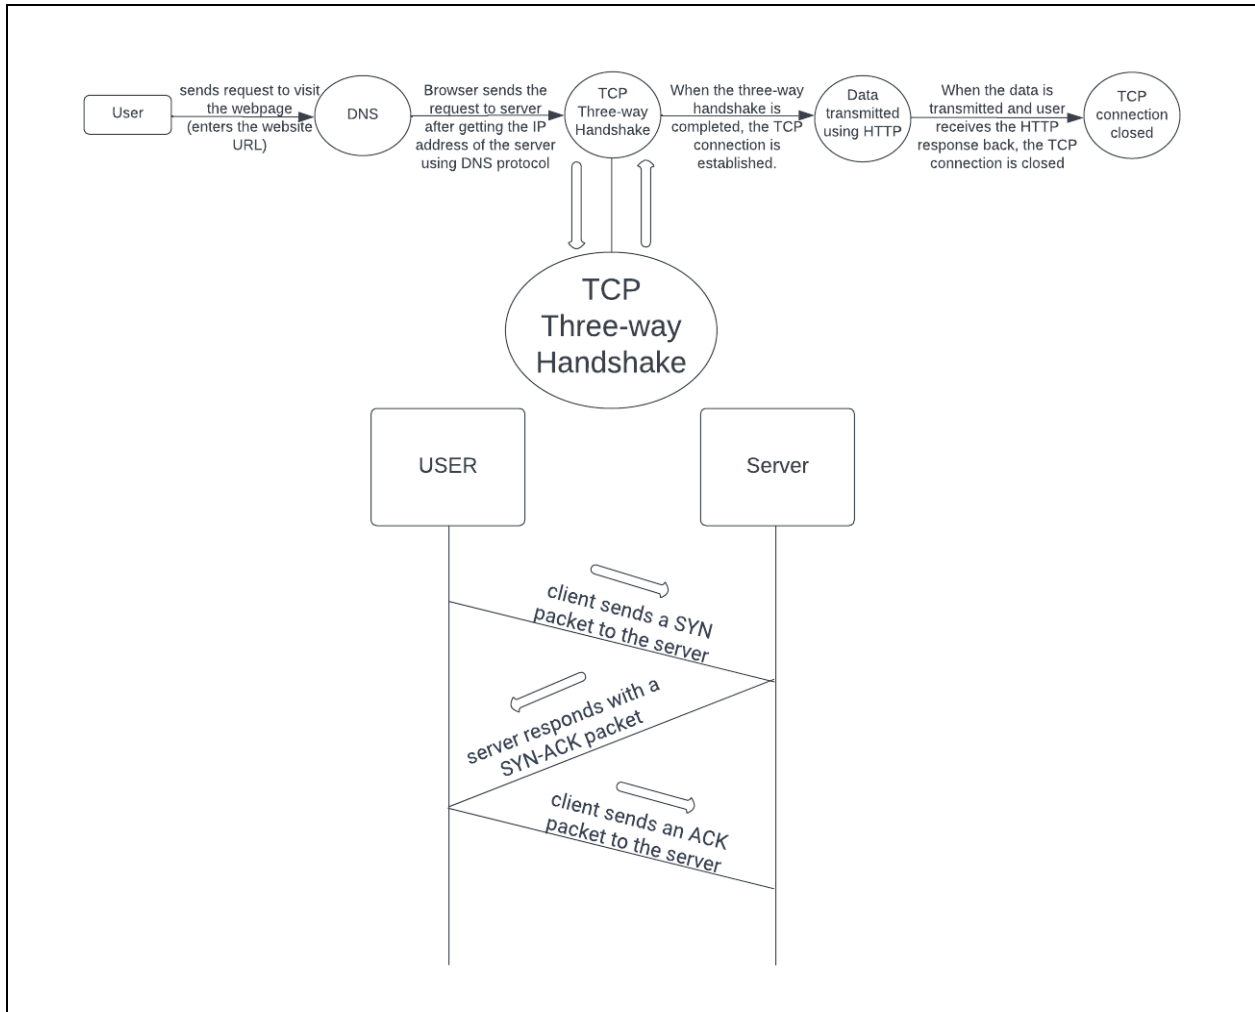 User
sends request to visit
the webpage
(enters the website
URL)
DNS
Browser sends the
request to server
after getting the IP
address of the server
using DNS protocol
TCP
Three-way
Handshake
When the three-way
handshake is
completed, the TCP
connection is
established.
Data
transmitted
using HTTP
When the data is
transmitted and user
receives the HTTP
response back, the TCP
connection is closed
TCP
connection
closed
TCP
Three-way
Handshake
USER
Server
client sends a SYN
packet to the server
server responds with a
SYN-ACK packet
client sends an ACK
packet to the server